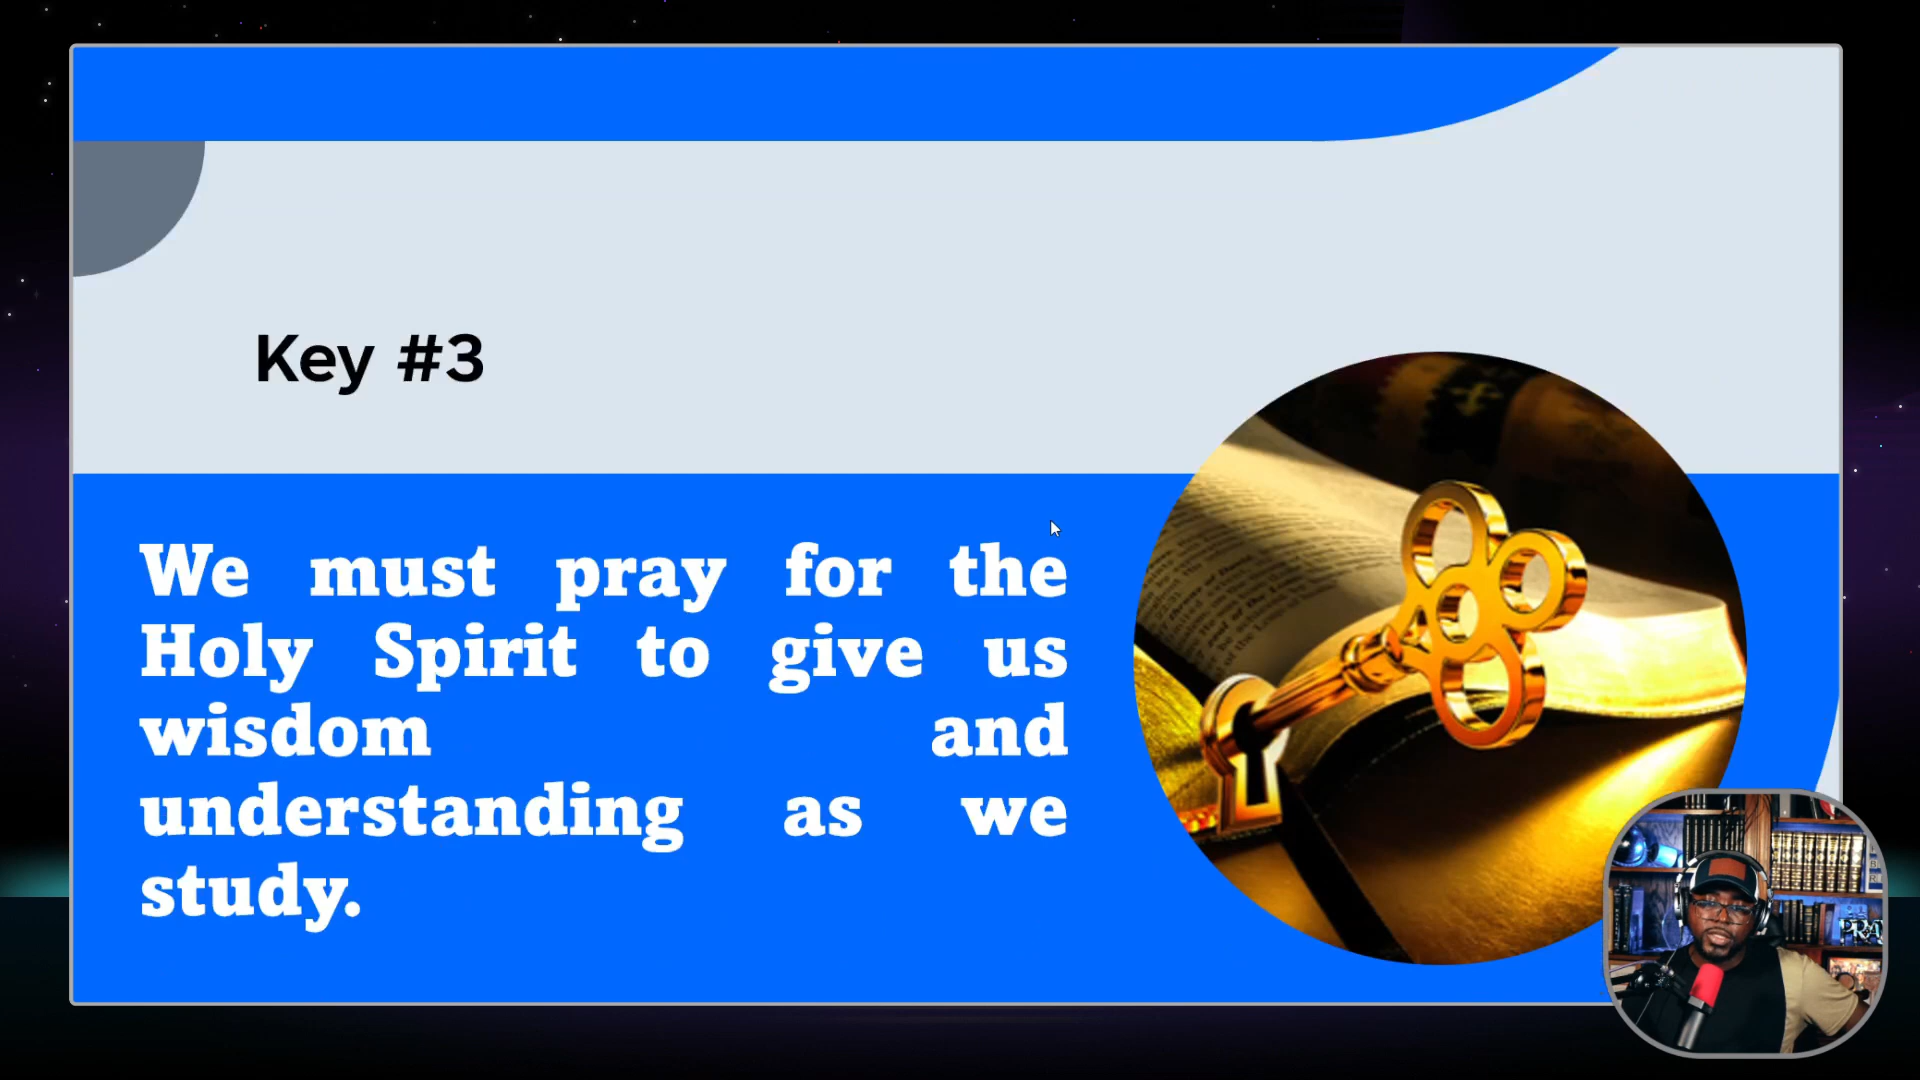 Key #3
We must pray for the
Holy Spirit to give us
wisdom and
understanding as we
study.